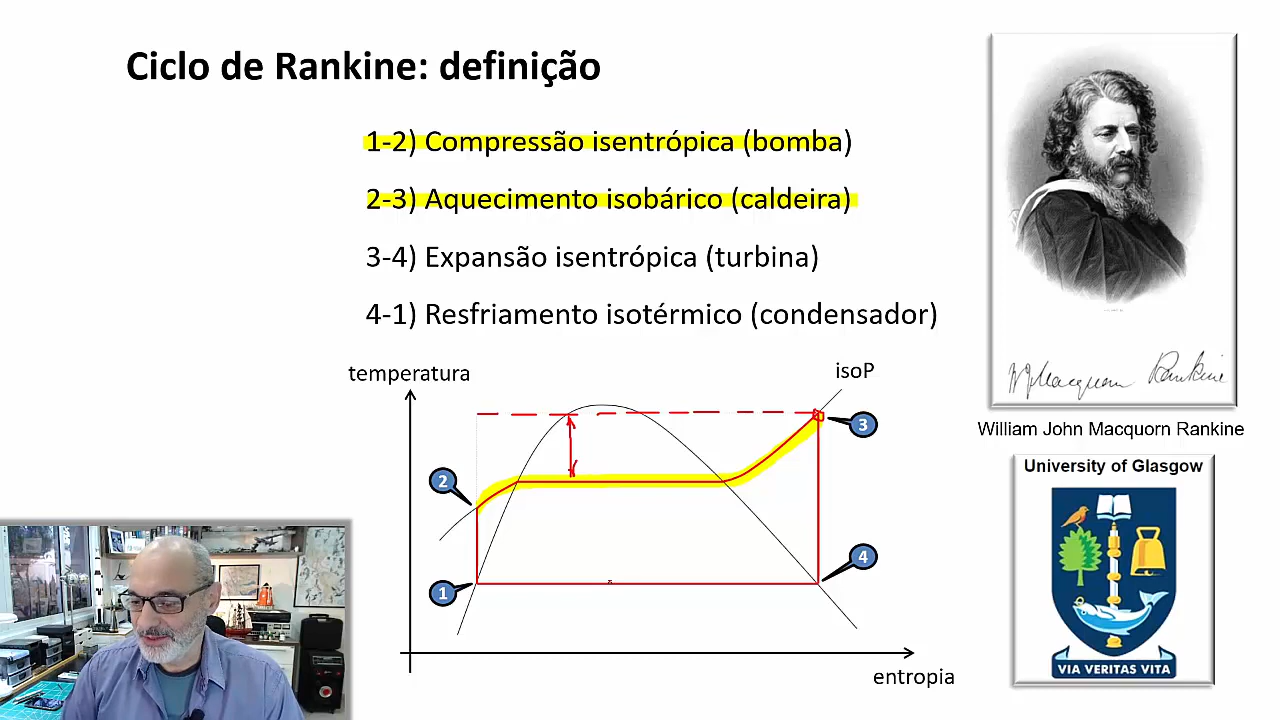 Ciclo de Rankine: definição
1-2) Compressão isentrópica (bomba)
2-3) Aquecimento isobárico (caldeira)
3-4) Expansão isentrópica (turbina)
4-1) Resfriamento isotérmico (condensador)
temperatura
isoP
3
2
4
1
entropia
WJMacquorn Rankine
William John Macquorn Rankine
University of Glasgow
VIA VERITAS VITA